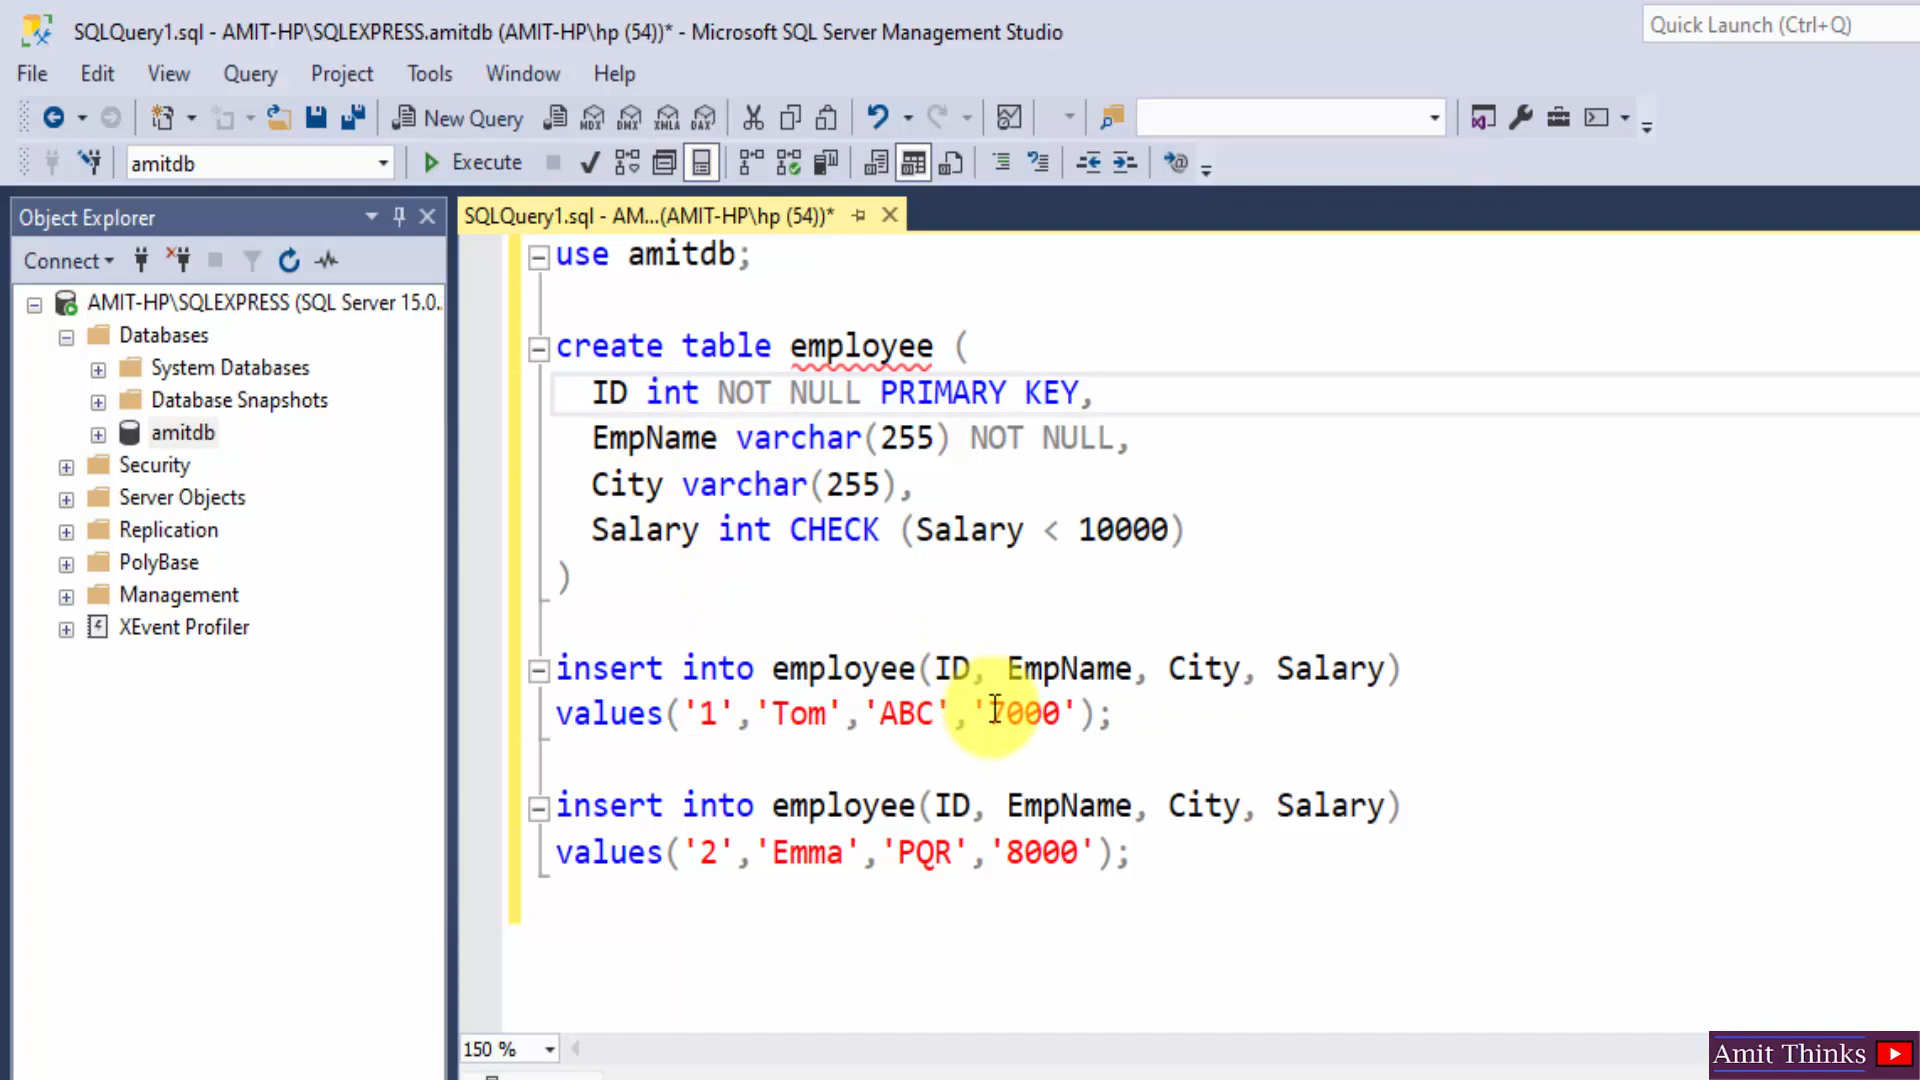 SQLQuery1.sql - AMIT-HP\SQLEXPRESS.amitdb (AMIT-HP\hp (54))* - Microsoft SQL Server Management Studio
Quick Launch (Ctrl+Q)
File Edit View Query Project Tools Window Help
New Query MDX DMX XMLA DAX
amitdb Execute
Object Explorer
SQLQuery1.sql - AM...(AMIT-HP\hp (54))*
Connect
AMIT-HP\SQLEXPRESS (SQL Server 15.0.
Databases
System Databases
Database Snapshots
amitdb
Security
Server Objects
Replication
PolyBase
Management
XEvent Profiler
use amitdb;
create table employee (
ID int NOT NULL PRIMARY KEY,
EmpName varchar(255) NOT NULL,
City varchar(255),
Salary int CHECK (Salary < 10000)
)
insert into employee(ID, EmpName, City, Salary)
values('1','Tom','ABC','7000');
insert into employee(ID, EmpName, City, Salary)
values('2','Emma','PQR','8000');
150 %
Amit Thinks